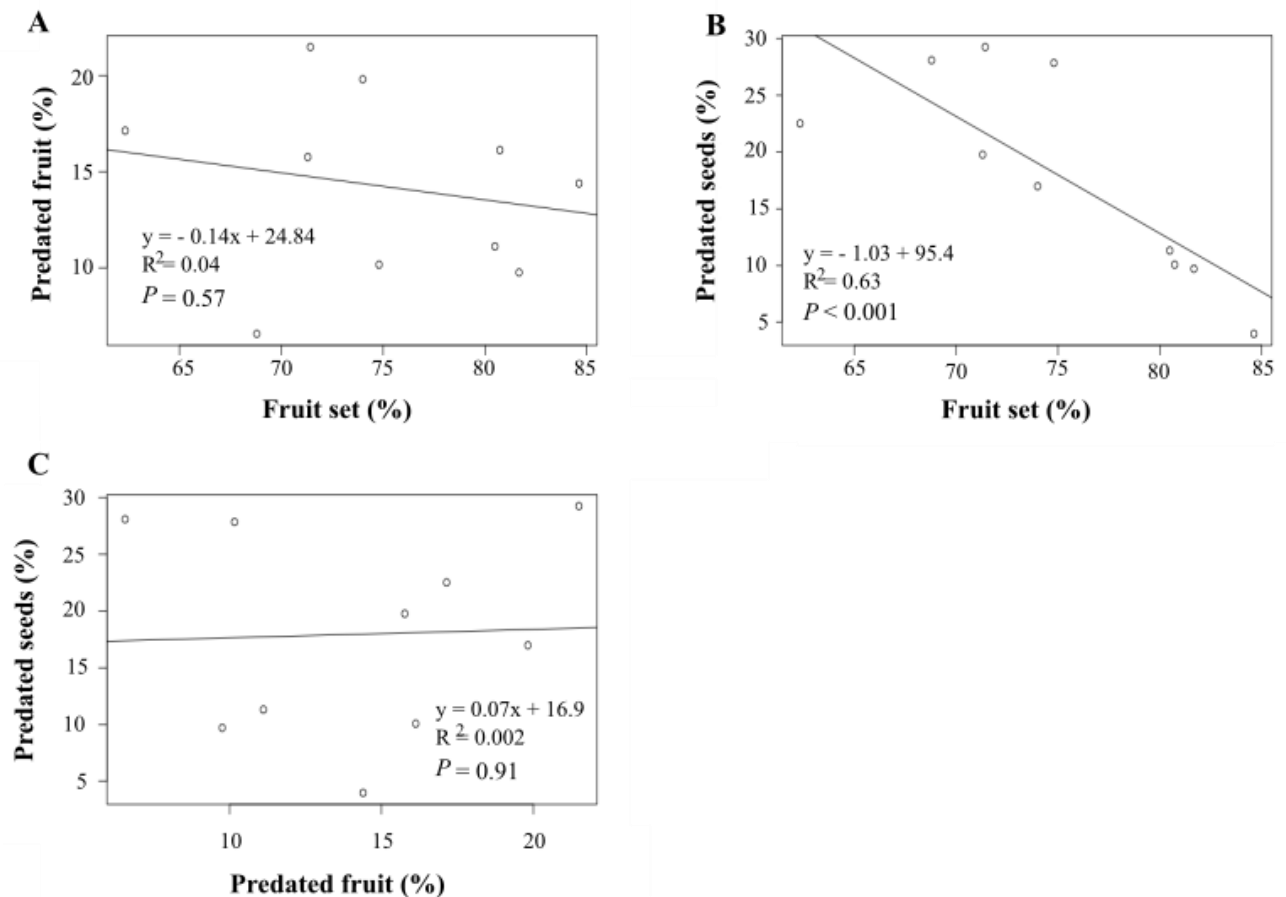 A
Predated fruit (%)
20
15
10
y = - 0.14x + 24.84
R²= 0.04
P = 0.57
65 70 75 80 85
Fruit set (%)
B
Predated seeds (%)
30
25
20
15
10
5
y = - 1.03 + 95.4
R²= 0.63
P < 0.001
65 70 75 80 85
Fruit set (%)
C
Predated seeds (%)
30
25
20
15
10
5
y = 0.07x + 16.9
R²= 0.002
P = 0.91
10 15 20
Predated fruit (%)